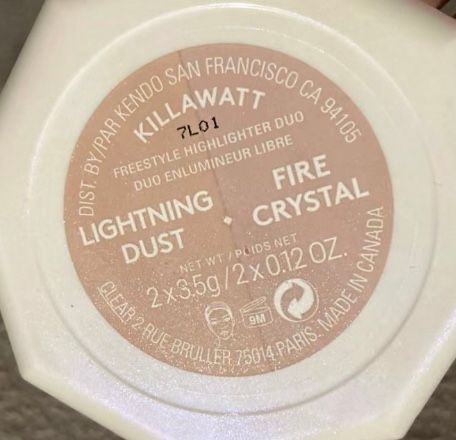 DIST. BY/PAR KENDO SAN FRANCISCO CA 94105
KILLAWATT
7L01
FREESTYLE HIGHLIGHTER DUO
DUO ENLUMINEUR LIBRE
LIGHTNING
DUST
FIRE
CRYSTAL
NET WT / POIDS NET
2 x 3.5g / 2 x 0.12 OZ.
9M
CLEAR 2 RUE BRULLER 75014 PARIS. MADE IN CANADA